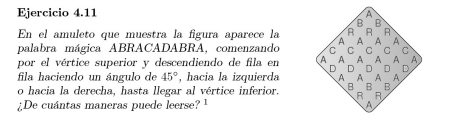 Ejercicio 4.11
En el amuleto que muestra la figura aparece la
palabra mágica ABRACADABRA, comenzando
por el vértice superior y descendiendo de fila en
fila haciendo un ángulo de 45°, hacia la izquierda
o hacia la derecha, hasta llegar al vértice inferior.
¿De cuántas maneras puede leerse? 1
A
B B
R R R
A A A A
C C C C C
A A A A A A
D D D D D
A A A A
B B B
R R
A